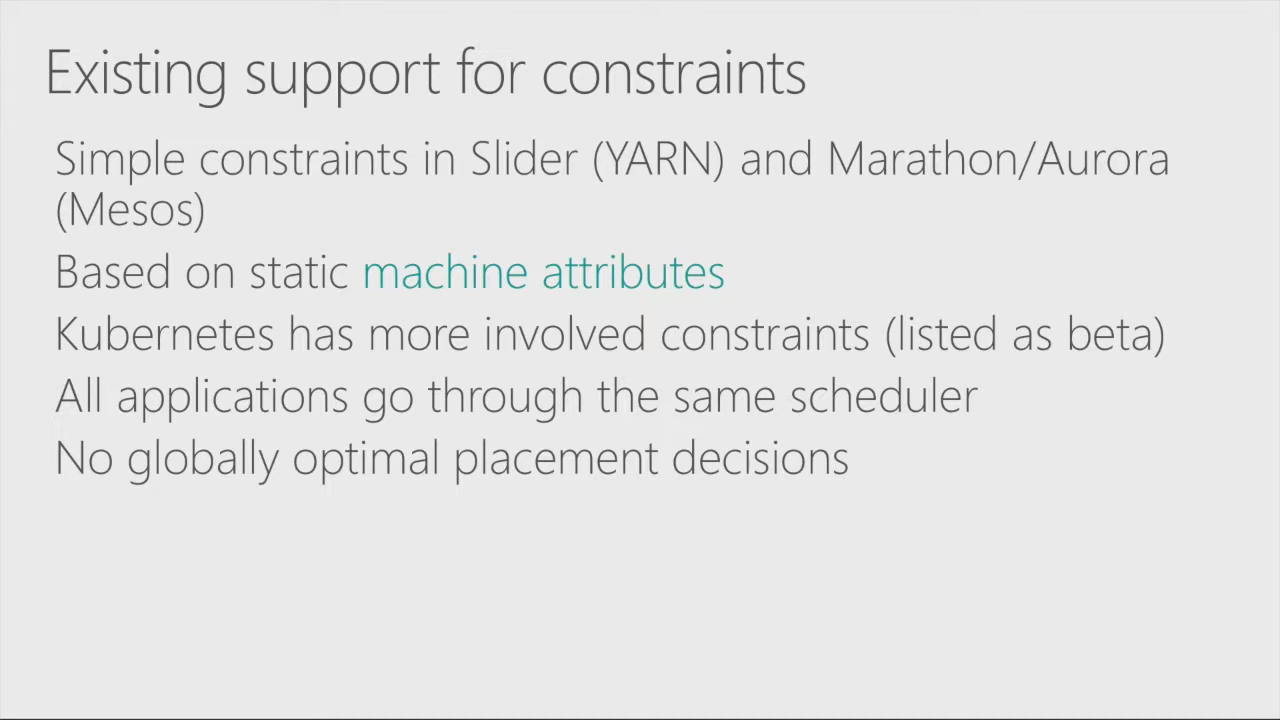 Existing support for constraints
Simple constraints in Slider (YARN) and Marathon/Aurora
(Mesos)
Based on static machine attributes
Kubernetes has more involved constraints (listed as beta)
All applications go through the same scheduler
No globally optimal placement decisions